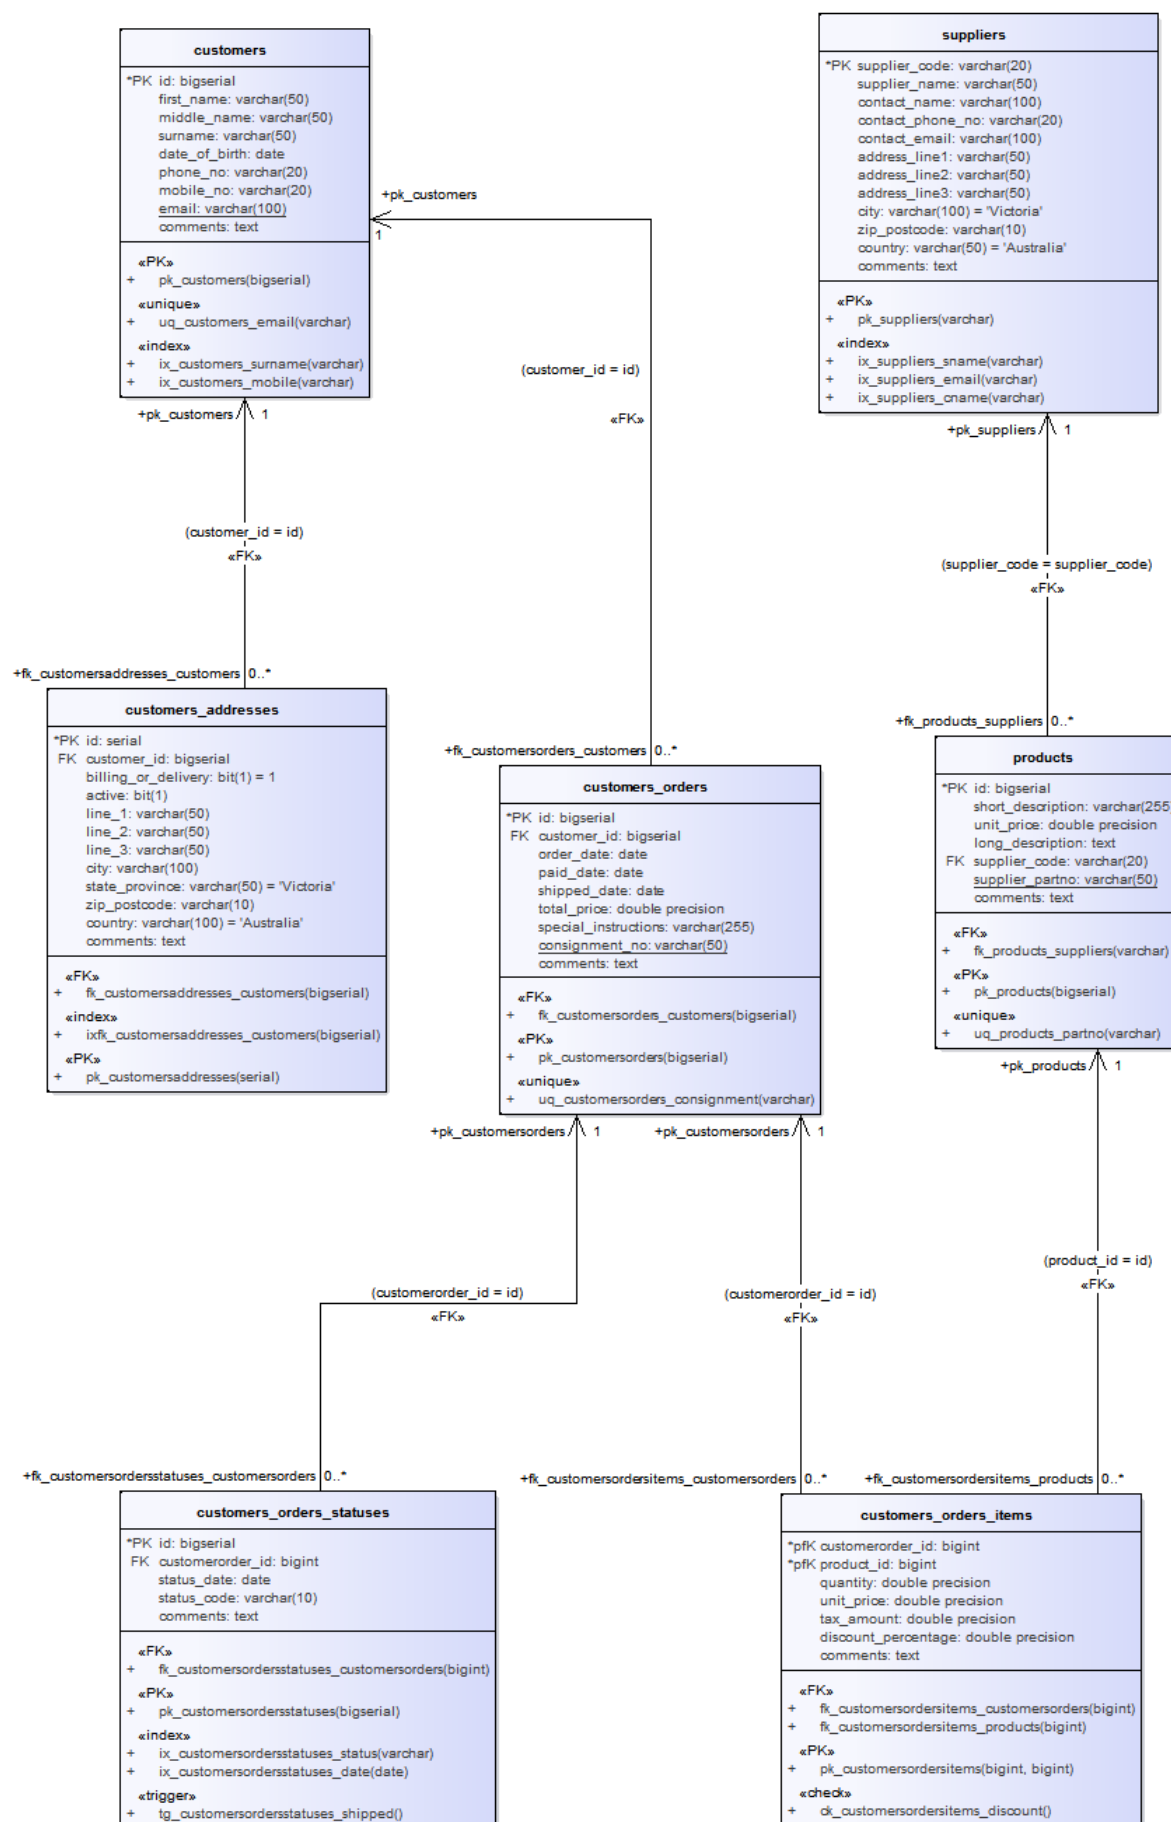 customers
*PK id: bigserial
first_name: varchar(50)
middle_name: varchar(50)
surname: varchar(50)
date_of_birth: date
phone_no: varchar(20)
mobile_no: varchar(20)
email: varchar(100)
comments: text
«PK»
+ pk_customers(bigserial)
«unique»
+ uq_customers_email(varchar)
«index»
+ ix_customers_surname(varchar)
+ ix_customers_mobile(varchar)
suppliers
*PK supplier_code: varchar(20)
supplier_name: varchar(50)
contact_name: varchar(100)
contact_phone_no: varchar(20)
contact_email: varchar(100)
address_line1: varchar(50)
address_line2: varchar(50)
address_line3: varchar(50)
city: varchar(100) = 'Victoria'
zip_postcode: varchar(10)
country: varchar(50) = 'Australia'
comments: text
«PK»
+ pk_suppliers(varchar)
«index»
+ ix_suppliers_sname(varchar)
+ ix_suppliers_email(varchar)
+ ix_suppliers_cname(varchar)
+pk_customers
1
(customer_id = id)
«FK»
+pk_customers 1
(customer_id = id)
«FK»
+fk_customersaddresses_customers 0..*
+pk_suppliers 1
(supplier_code = supplier_code)
«FK»
+fk_products_suppliers 0..*
+fk_customersorders_customers 0..*
customers_addresses
*PK id: serial
FK customer_id: bigserial
billing_or_delivery: bit(1) = 1
active: bit(1)
line_1: varchar(50)
line_2: varchar(50)
line_3: varchar(50)
city: varchar(100)
state_province: varchar(50) = 'Victoria'
zip_postcode: varchar(10)
country: varchar(100) = 'Australia'
comments: text
«FK»
+ fk_customersaddresses_customers(bigserial)
«index»
+ ixfk_customersaddresses_customers(bigserial)
«PK»
+ pk_customersaddresses(serial)
customers_orders
*PK id: bigserial
FK customer_id: bigserial
order_date: date
paid_date: date
shipped_date: date
total_price: double precision
special_instructions: varchar(255)
consignment_no: varchar(50)
comments: text
«FK»
+ fk_customersorders_customers(bigserial)
«PK»
+ pk_customersorders(bigserial)
«unique»
+ uq_customersorders_consignment(varchar)
products
*PK id: bigserial
short_description: varchar(255)
unit_price: double precision
long_description: text
FK supplier_code: varchar(20)
supplier_partno: varchar(50)
comments: text
«FK»
+ fk_products_suppliers(varchar)
«PK»
+ pk_products(bigserial)
«unique»
+ uq_products_partno(varchar)
+pk_products 1
+pk_customersorders 1
+pk_customersorders 1
(product_id = id)
«FK»
(customerorder_id = id)
«FK»
(customerorder_id = id)
«FK»
+fk_customersordersstatuses_customersorders 0..*
+fk_customersordersitems_customersorders 0..*
+fk_customersordersitems_products 0..*
customers_orders_statuses
*PK id: bigserial
FK customerorder_id: bigint
status_date: date
status_code: varchar(10)
comments: text
«FK»
+ fk_customersordersstatuses_customersorders(bigint)
«PK»
+ pk_customersordersstatuses(bigserial)
«index»
+ ix_customersordersstatuses_status(varchar)
+ ix_customersordersstatuses_date(date)
«trigger»
+ tg_customersordersstatuses_shipped()
customers_orders_items
*pfK customerorder_id: bigint
*pfK product_id: bigint
quantity: double precision
unit_price: double precision
tax_amount: double precision
discount_percentage: double precision
comments: text
«FK»
+ fk_customersordersitems_customersorders(bigint)
+ fk_customersordersitems_products(bigint)
«PK»
+ pk_customersordersitems(bigint, bigint)
«check»
+ ck_customersordersitems_discount()